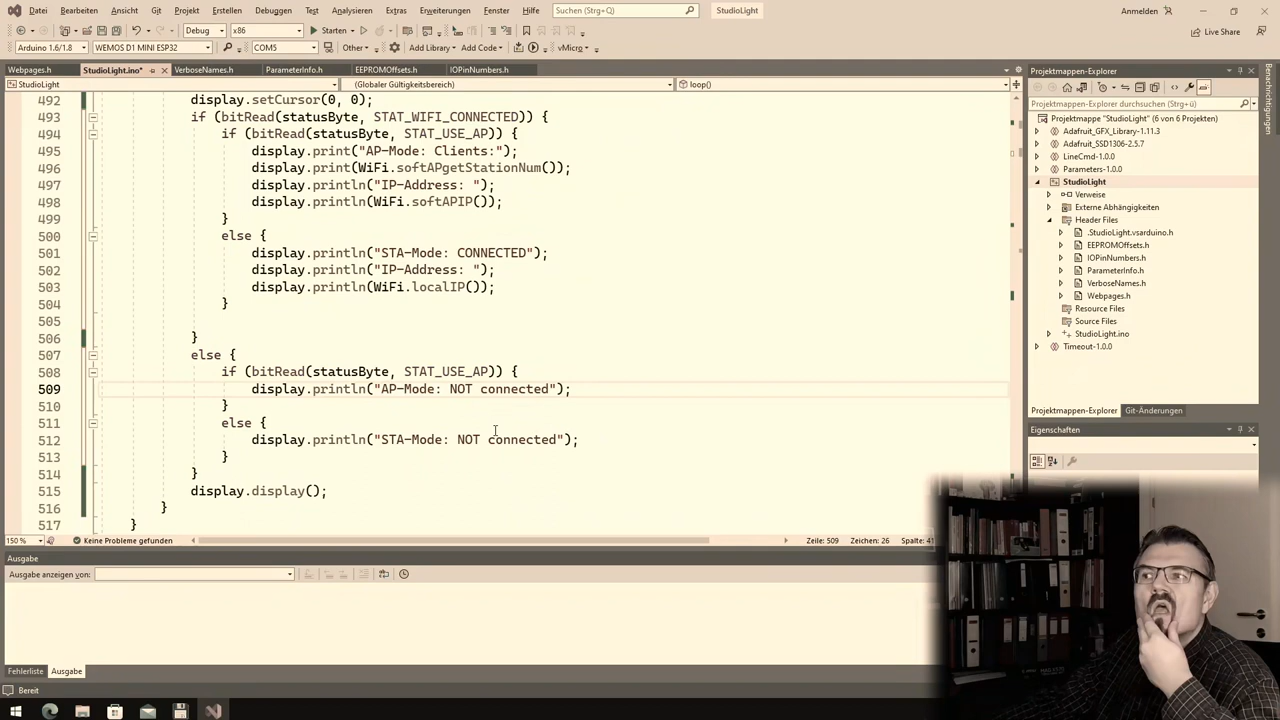 Datei Bearbeiten Ansicht Git Projekt Erstellen Debuggen Test Analysieren Extras Erweiterungen Fenster Hilfe Suchen (Strg+Q) StudioLight Anmelden
Debug x86 Starten Live Share
Arduino 1.6/1.8 WEMOS D1 MINI ESP32 COM5 Other Add Library Add Code vMicro
Webpages.h StudioLight.ino* VerboseNames.h ParameterInfo.h EEPROMOffsets.h IOPinNumbers.h
StudioLight (Globaler Gültigkeitsbereich) loop()
492 display.setCursor(0, 0);
493 if (bitRead(statusByte, STAT_WIFI_CONNECTED)) {
494 if (bitRead(statusByte, STAT_USE_AP)) {
495 display.print("AP-Mode: Clients:");
496 display.print(WiFi.softAPgetStationNum());
497 display.println("IP-Address: ");
498 display.println(WiFi.softAPIP());
499 }
500 else {
501 display.println("STA-Mode: CONNECTED");
502 display.println("IP-Address: ");
503 display.println(WiFi.localIP());
504 }
505
506 }
507 else {
508 if (bitRead(statusByte, STAT_USE_AP)) {
509 display.println("AP-Mode: NOT connected");
510 }
511 else {
512 display.println("STA-Mode: NOT connected");
513 }
514 }
515 display.display();
516 }
517 }
150 % Keine Probleme gefunden Zeile: 509 Zeichen: 26 Spalte: 41
Ausgabe
Ausgabe anzeigen von:
Fehlerliste Ausgabe
Bereit
Projektmappen-Explorer
Projektmappen-Explorer durchsuchen (Strg+ü)
Projektmappe "StudioLight" (6 von 6 Projekten)
Adafruit_GFX_Library-1.11.3
Adafruit_SSD1306-2.5.7
LineCmd-1.0.0
Parameters-1.0.0
StudioLight
Verweise
Externe Abhängigkeiten
Header Files
.StudioLight.vsarduino.h
EEPROMOffsets.h
IOPinNumbers.h
ParameterInfo.h
VerboseNames.h
Webpages.h
Resource Files
Source Files
StudioLight.ino
Timeout-1.0.0
Projektmappen-Explorer Git-Änderungen
Eigenschaften
Benachrichtigungen